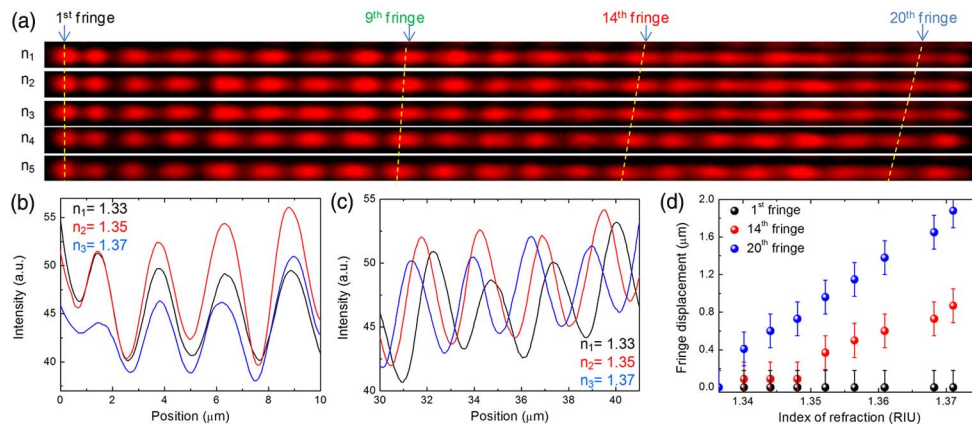 (a)
1st fringe
9th fringe
14th fringe
20th fringe
n1
n2
n3
n4
n5
(b)
n1= 1.33
n2= 1.35
n3= 1.37
55
50
45
40
Intensity (a.u.)
0 2 4 6 8 10
Position (μm)
(c)
55
50
45
40
Intensity (a.u.)
n1= 1.33
n2= 1.35
n3= 1.37
30 32 34 36 38 40
Position (μm)
(d)
1st fringe
14th fringe
20th fringe
2.0
1.6
1.2
0.8
0.4
0.0
Fringe displacement (μm)
1.34 1.35 1.36 1.37
Index of refraction (RIU)